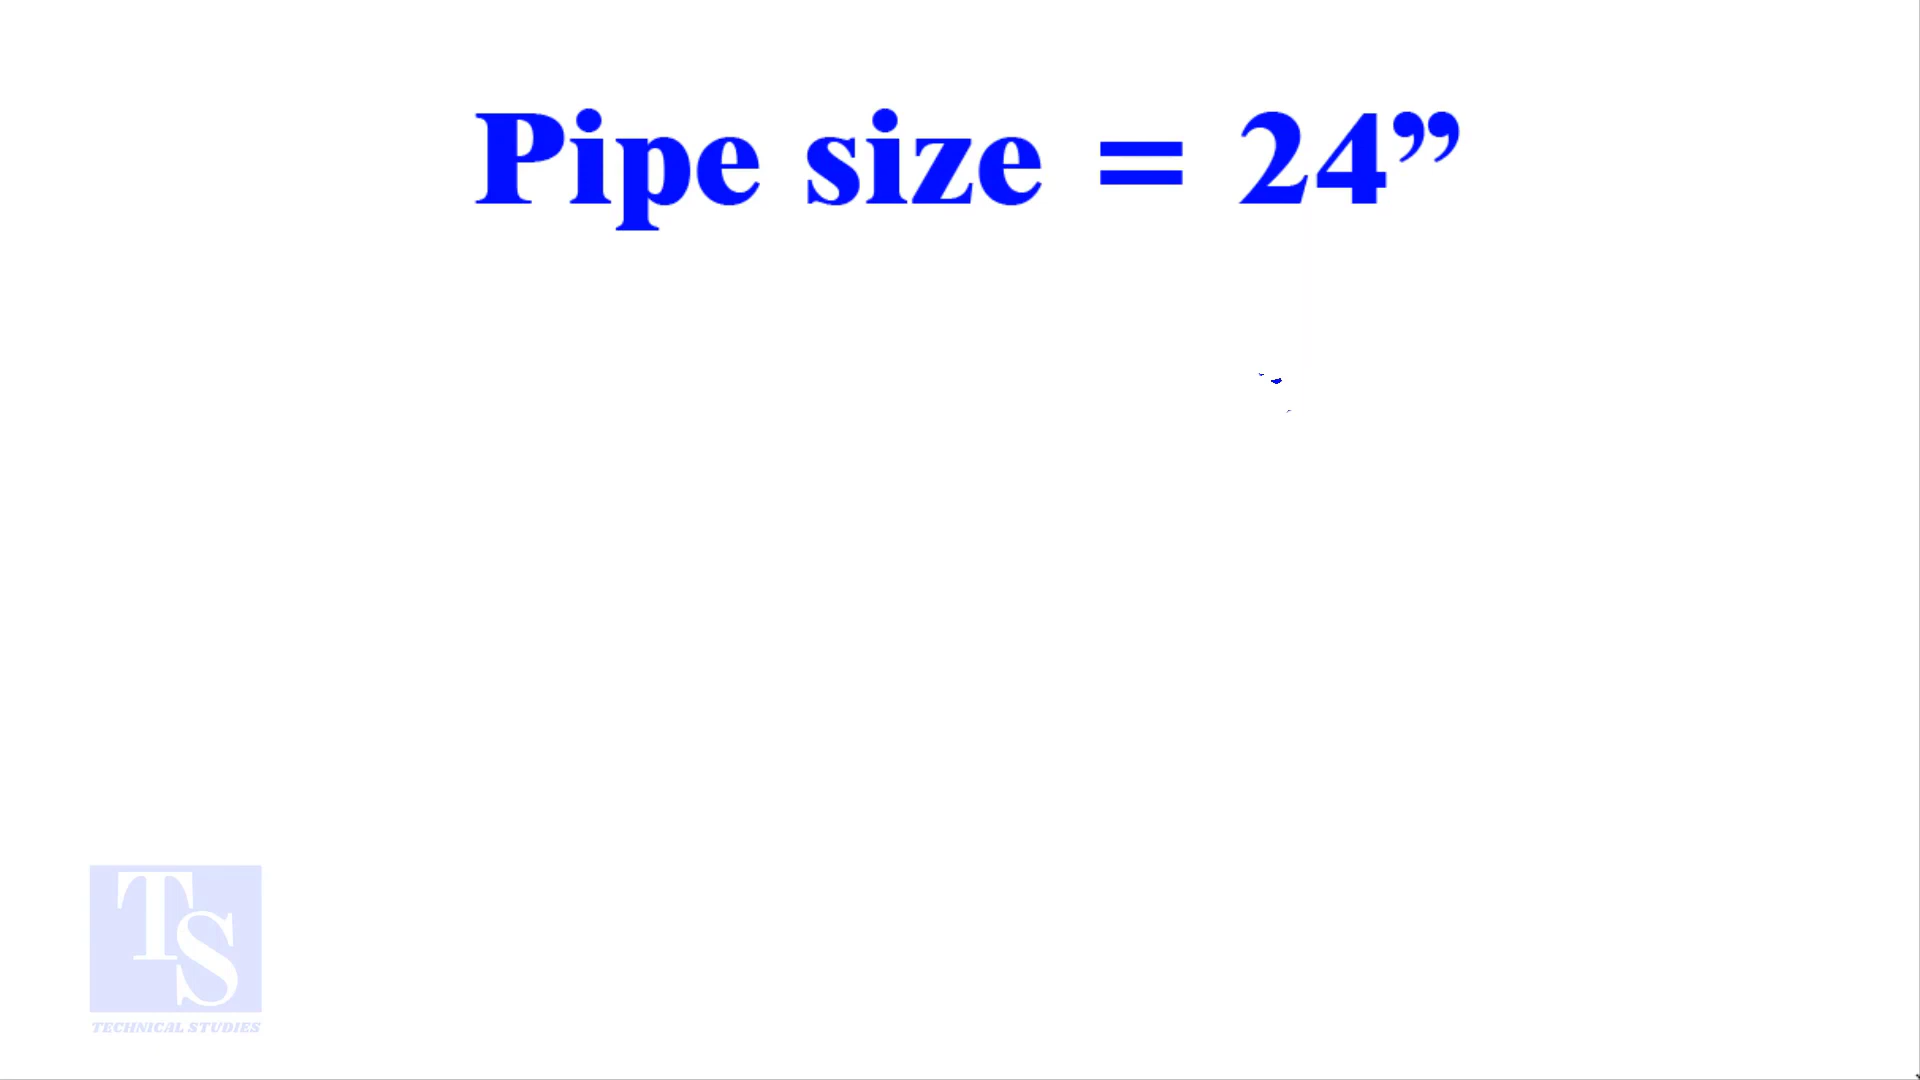 Pipe size = 24”
TS
TECHNICAL STUDIES